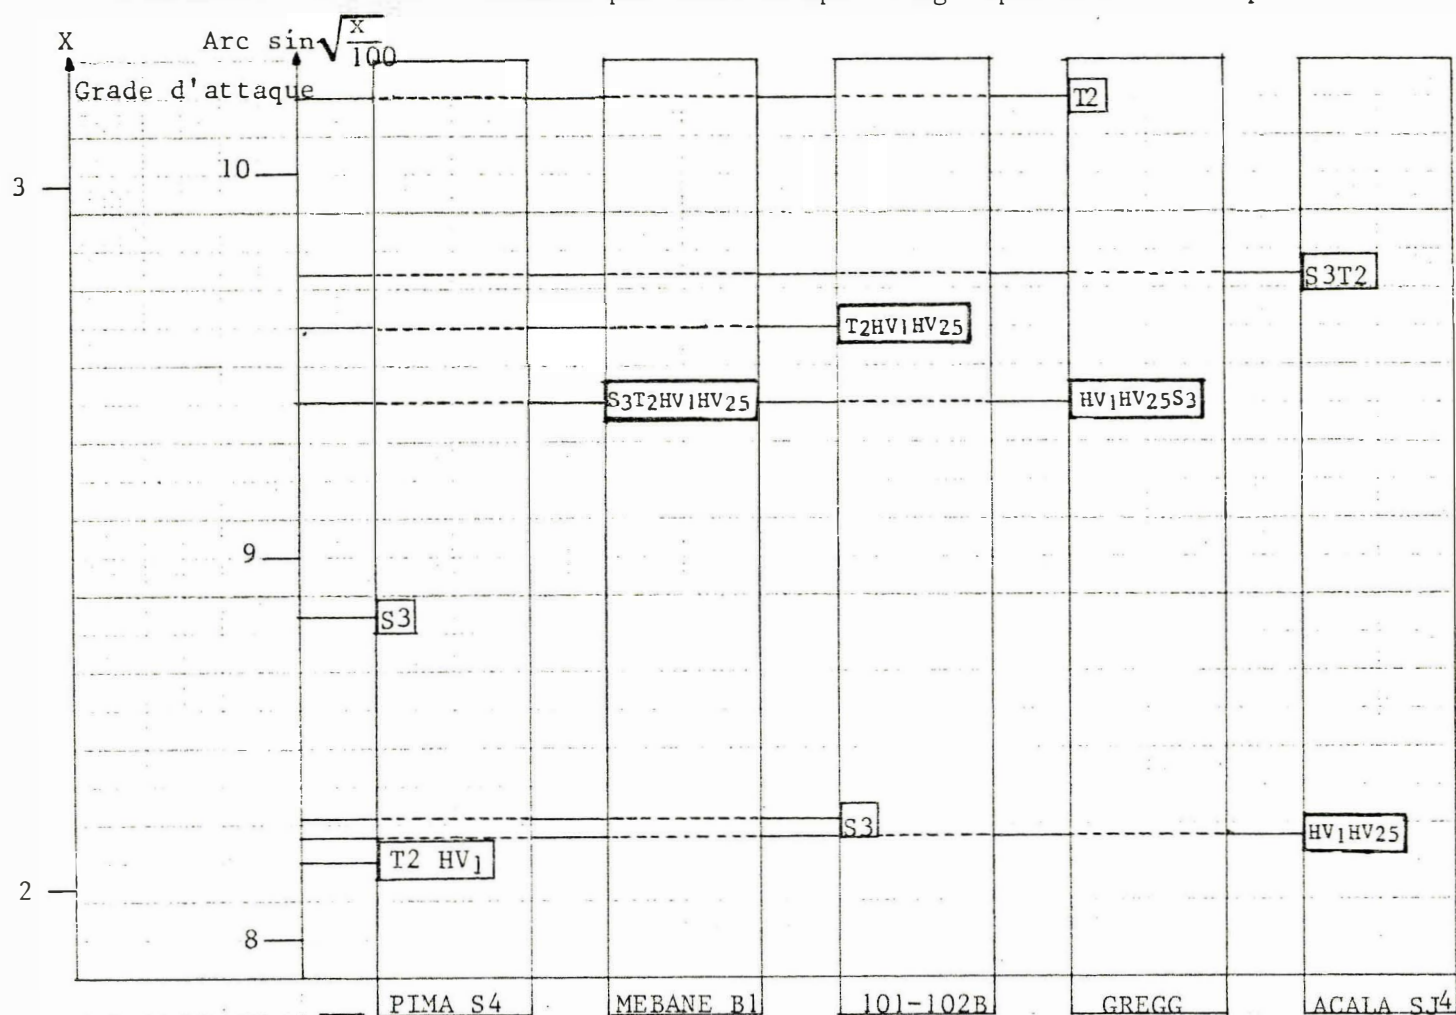 X Arc sin √x/100
Grade d'attaque
T2
10
3
S3T2
T2HV1HV25
S3T2HV1HV25 HV1HV25S3
9
S3
S3
HV1HV25
T2 HV1
2
8
PIMA S4 MEBANE B1 101-102B GREGG ACALA SJ4